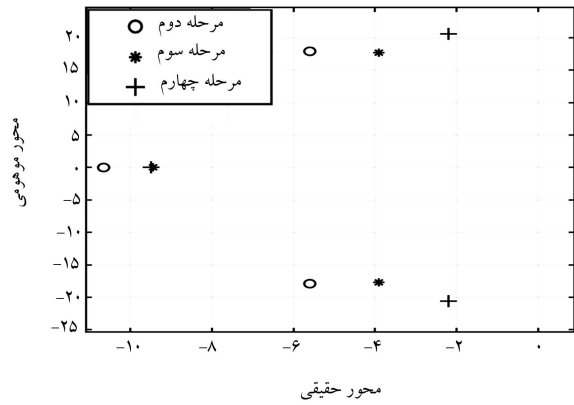 مرحله دوم
مرحله سوم
مرحله چهارم
۲۰
۱۵
۱۰
۵
۰
−۵
−۱۰
−۱۵
−۲۰
−۲۵
محور موهومی
−۱۰ −۸ −۶ −۴ −۲ ۰
محور حقیقی